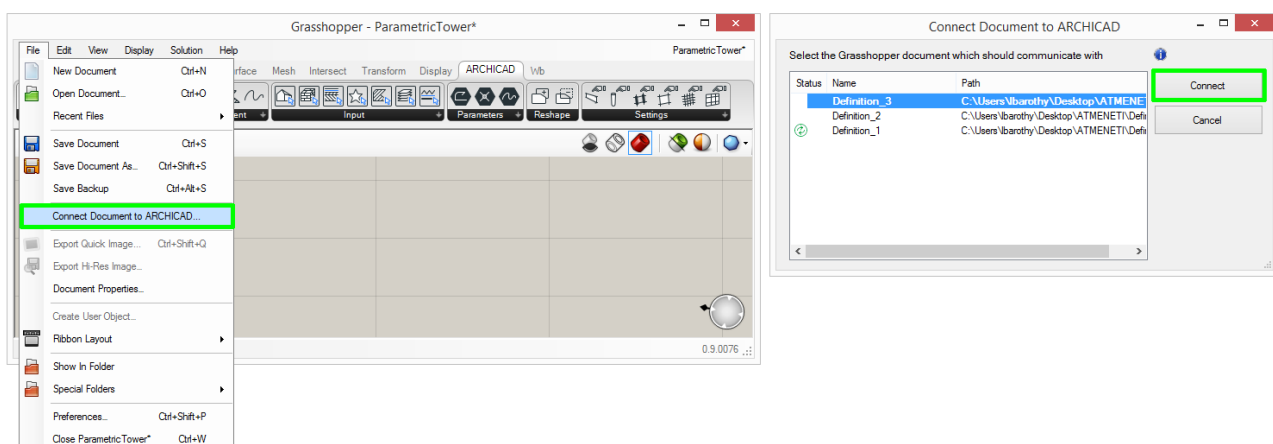 Grasshopper - ParametricTower*
File Edit View Display Solution Help ParametricTower*
New Document Ctrl+N
Open Document... Ctrl+O
Recent Files
Save Document Ctrl+S
Save Document As... Ctrl+Shift+S
Save Backup Ctrl+Alt+S
Connect Document to ARCHICAD...
Export Quick Image... Ctrl+Shift+Q
Export Hi-Res Image...
Document Properties...
Create User Object...
Ribbon Layout
Show In Folder
Special Folders
Preferences... Ctrl+Shift+P
Close ParametricTower* Ctrl+W
rface Mesh Intersect Transform Display ARCHICAD Wb
ent Input Parameters Reshape Settings
0.9.0076
Connect Document to ARCHICAD
Select the Grasshopper document which should communicate with
Status Name Path
Definition_3 C:\Users\lbarothy\Desktop\ATMENE
Definition_2 C:\Users\lbarothy\Desktop\ATMENETI\Defi
Definition_1 C:\Users\lbarothy\Desktop\ATMENETI\Defi
Connect
Cancel